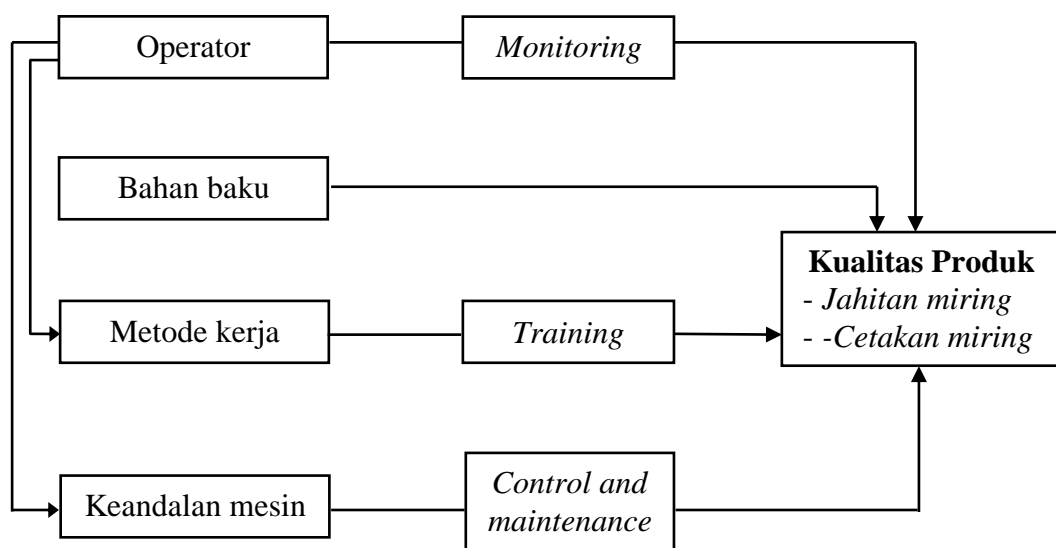 Operator
Monitoring
Bahan baku
Kualitas Produk
- Jahitan miring
- -Cetakan miring
Metode kerja
Training
Keandalan mesin
Control and
maintenance